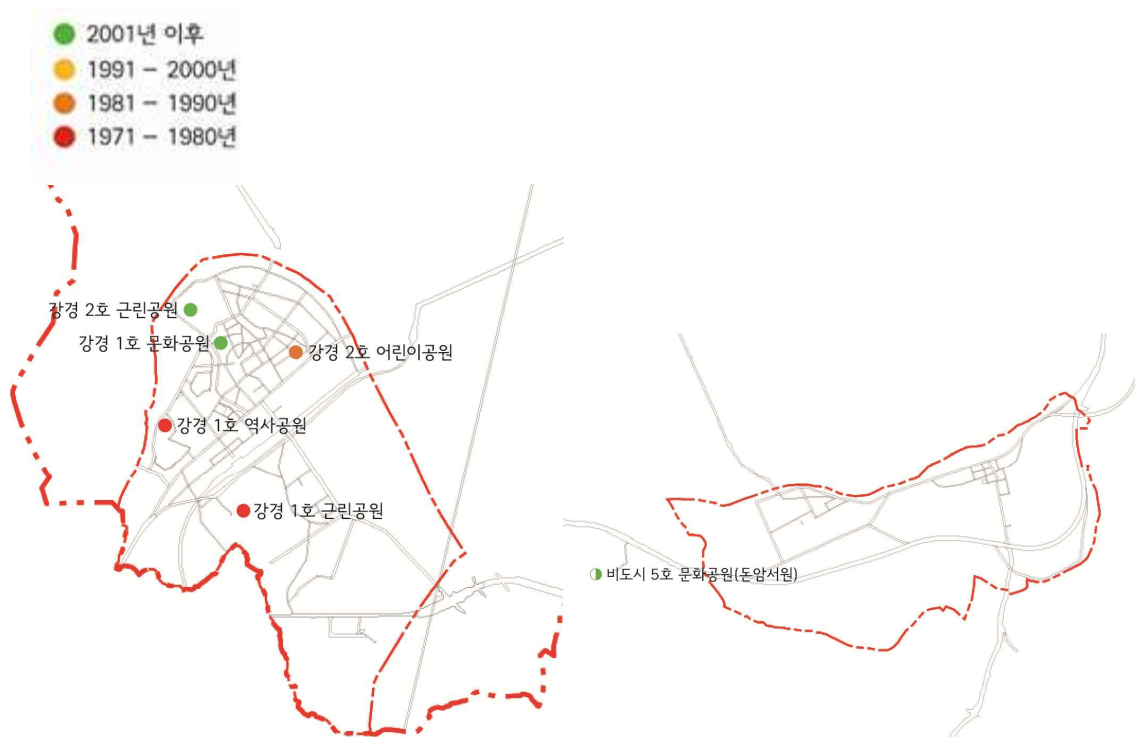 2001년 이후
1991 – 2000년
1981 – 1990년
1971 – 1980년
강경 2호 근린공원
강경 1호 문화공원
강경 2호 어린이공원
강경 1호 역사공원
강경 1호 근린공원
비도시 5호 문화공원(돈암서원)